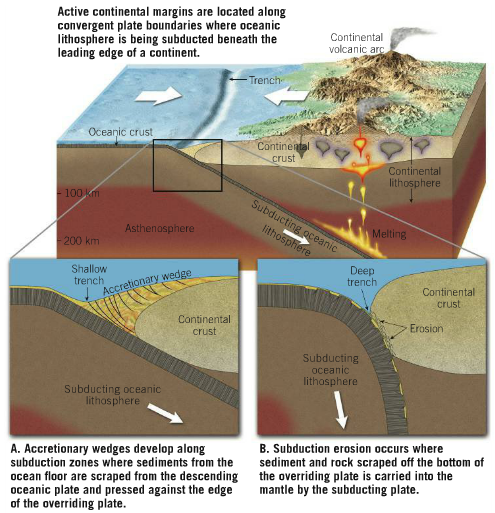 Active continental margins are located along
convergent plate boundaries where oceanic
lithosphere is being subducted beneath the
leading edge of a continent.
Continental
volcanic arc
Trench
Oceanic crust
Continental
crust
Continental
lithosphere
100 km
Subducting oceanic
lithosphere
Asthenosphere
Melting
200 km
Shallow
trench
Accretionary wedge
Continental
crust
Subducting oceanic
lithosphere
Deep
trench
Continental
crust
Erosion
Subducting
oceanic
lithosphere
A. Accretionary wedges develop along
subduction zones where sediments from the
ocean floor are scraped from the descending
oceanic plate and pressed against the edge
of the overriding plate.
B. Subduction erosion occurs where
sediment and rock scraped off the bottom of
the overriding plate is carried into the
mantle by the subducting plate.